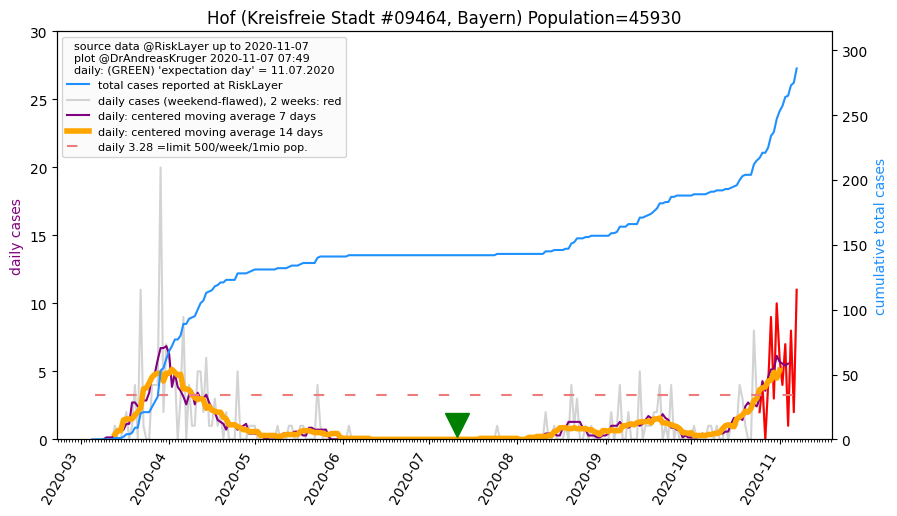 Hof (Kreisfreie Stadt #09464, Bayern) Population=45930
source data @RiskLayer up to 2020-11-07
plot @DrAndreasKruger 2020-11-07 07:49
daily: (GREEN) 'expectation day' = 11.07.2020
total cases reported at RiskLayer
daily cases (weekend-flawed), 2 weeks: red
daily: centered moving average 7 days
daily: centered moving average 14 days
daily 3.28 =limit 500/week/1mio pop.
daily cases
30
25
20
15
10
5
0
cumulative total cases
300
250
200
150
100
50
0
2020-03
2020-04
2020-05
2020-06
2020-07
2020-08
2020-09
2020-10
2020-11